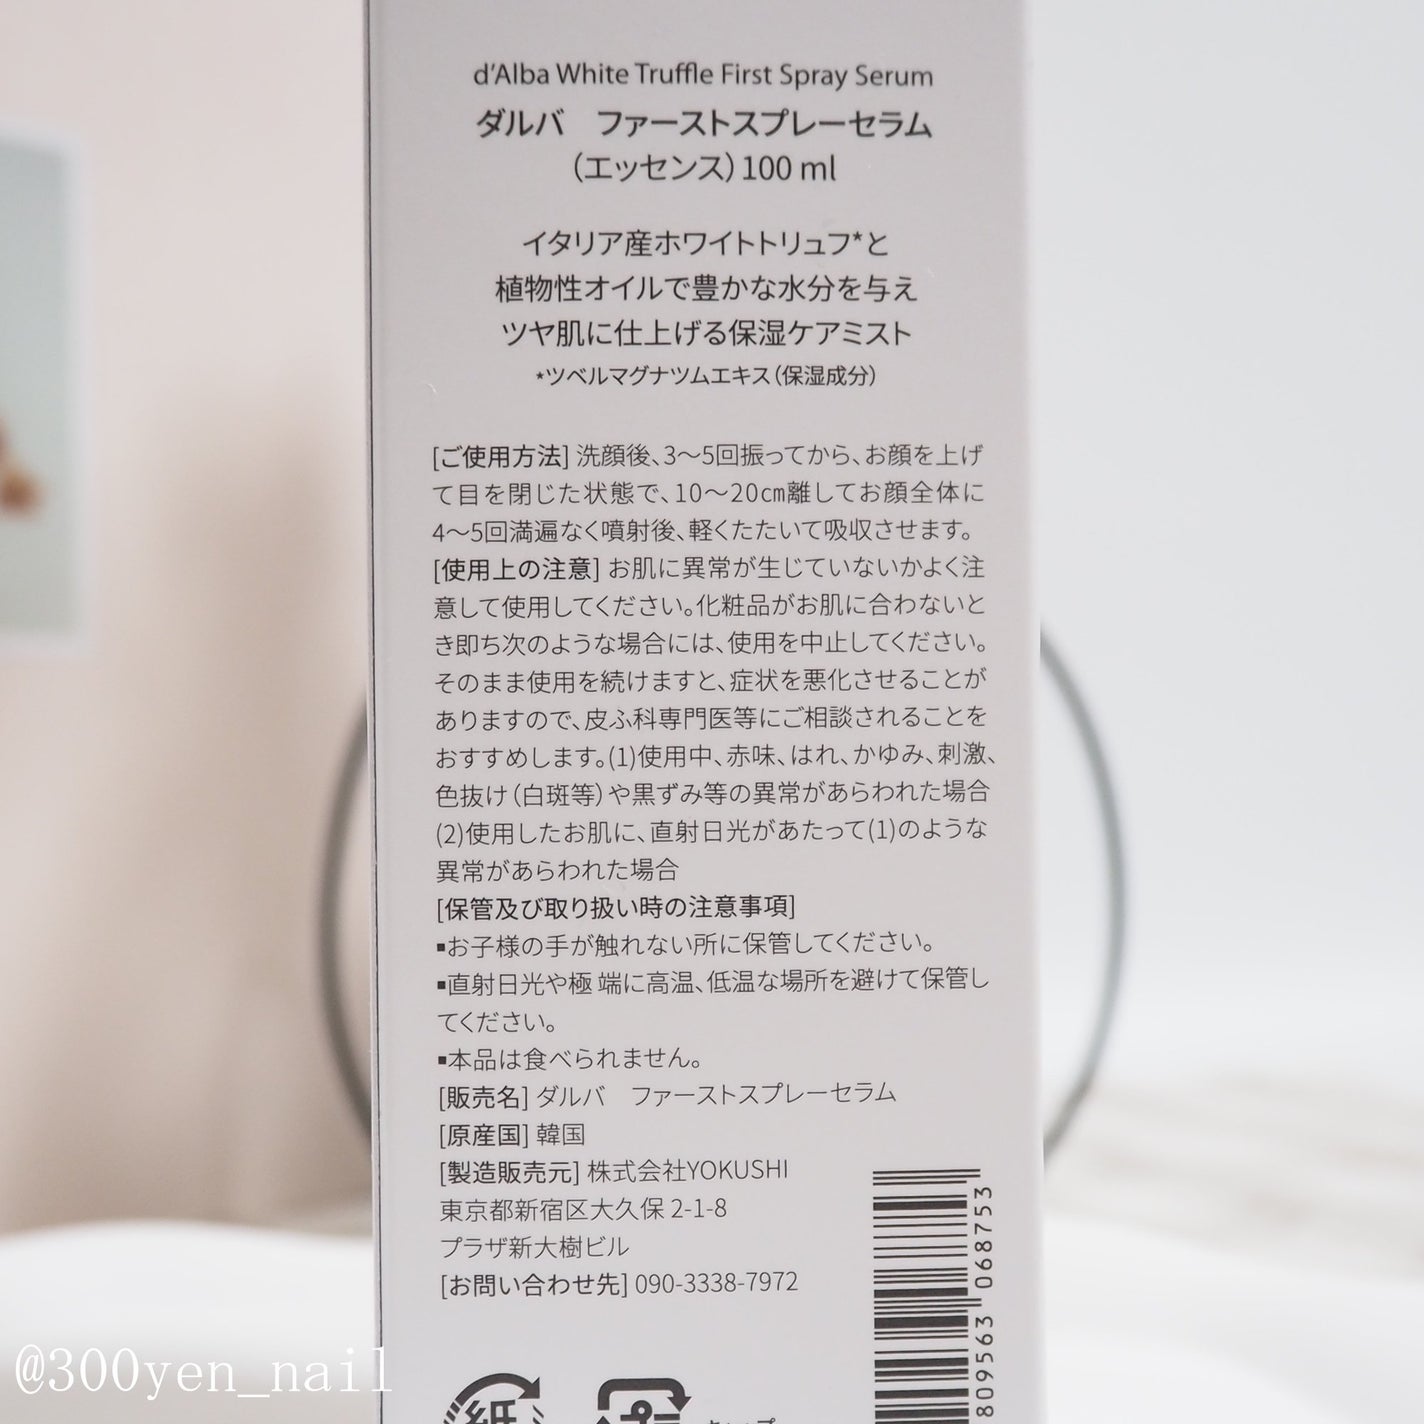 d'Alba White Truffle First Spray Serum
ダルバ　ファーストスプレーセラム
（エッセンス）100 ml
イタリア産ホワイトトリュフ*と
植物性オイルで豊かな水分を与え
ツヤ肌に仕上げる保湿ケアミスト
*ツベルマグナツムエキス（保湿成分）
[ご使用方法] 洗顔後、3〜5回振ってから、お顔を上げ
て目を閉じた状態で、10〜20㎝離してお顔全体に
4〜5回満遍なく噴射後、軽くたたいて吸収させます。
[使用上の注意] お肌に異常が生じていないかよく注
意して使用してください。化粧品がお肌に合わないと
き即ち次のような場合には、使用を中止してください。
そのまま使用を続けますと、症状を悪化させることが
ありますので、皮ふ科専門医等にご相談されることを
おすすめします。(1)使用中、赤味、はれ、かゆみ、刺激、
色抜け（白斑等）や黒ずみ等の異常があらわれた場合
(2)使用したお肌に、直射日光があたって(1)のような
異常があらわれた場合
[保管及び取り扱い時の注意事項]
▪お子様の手が触れない所に保管してください。
▪直射日光や極 端に高温、低温な場所を避けて保管し
てください。
▪本品は食べられません。
[販売名] ダルバ　ファーストスプレーセラム
[原産国] 韓国
[製造販売元] 株式会社YOKUSHI
東京都新宿区大久保 2-1-8
プラザ新大樹ビル
[お問い合わせ先] 090-3338-7972
809563 068753
紙
@300yen_nail